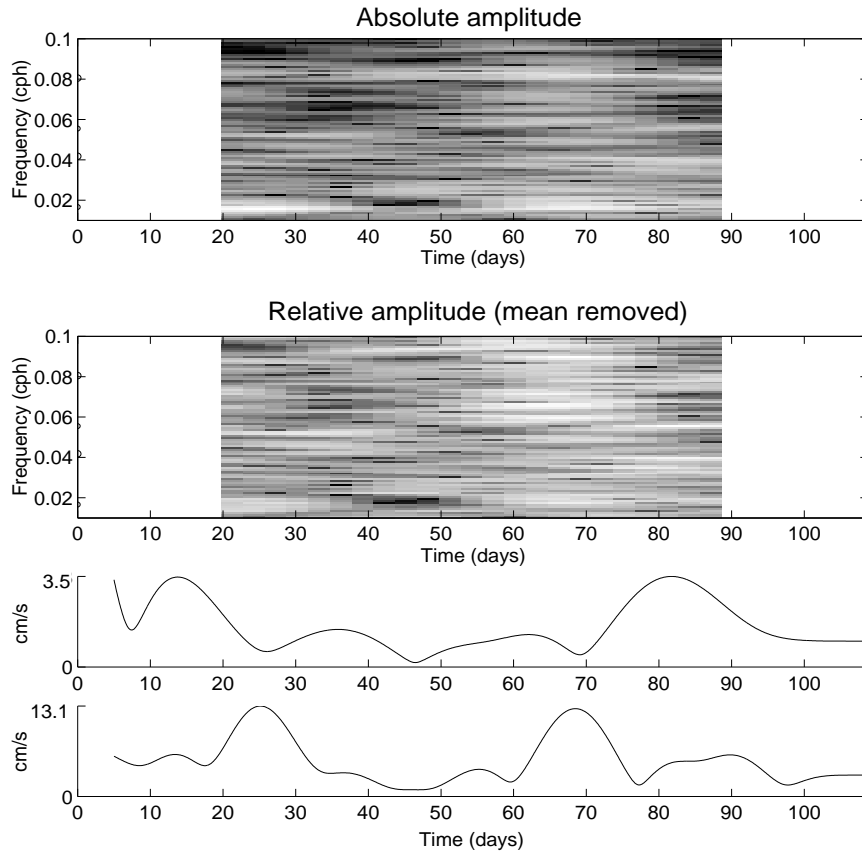 Absolute amplitude
Frequency (cph)
0.1
0.08
0.06
0.04
0.02
0 10 20 30 40 50 60 70 80 90 100
Time (days)
Relative amplitude (mean removed)
Frequency (cph)
0.1
0.08
0.06
0.04
0.02
0 10 20 30 40 50 60 70 80 90 100
Time (days)
cm/s
3.5
0
0 10 20 30 40 50 60 70 80 90 100
cm/s
13.1
0
0 10 20 30 40 50 60 70 80 90 100
Time (days)